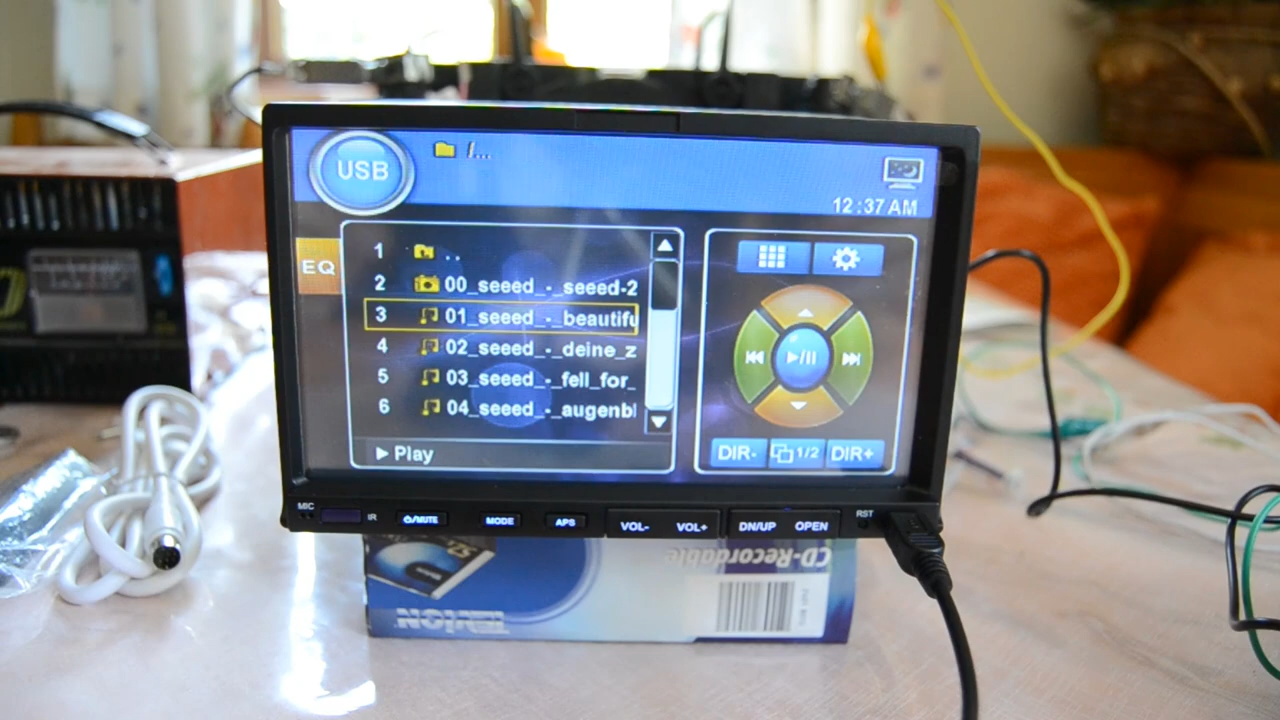 USB
/...
12:37 AM
EQ
1 ..
2 00_seeed_-_seeed-2
3 01_seeed_-_beautifu
4 02_seeed_-_deine_z
5 03_seeed_-_fell_for_
6 04_seeed_-_augenbl
Play
DIR- 1/2 DIR+
MIC
IR
/MUTE
MODE
APS
VOL- VOL+
DN/UP OPEN
RST
CD-Recordable